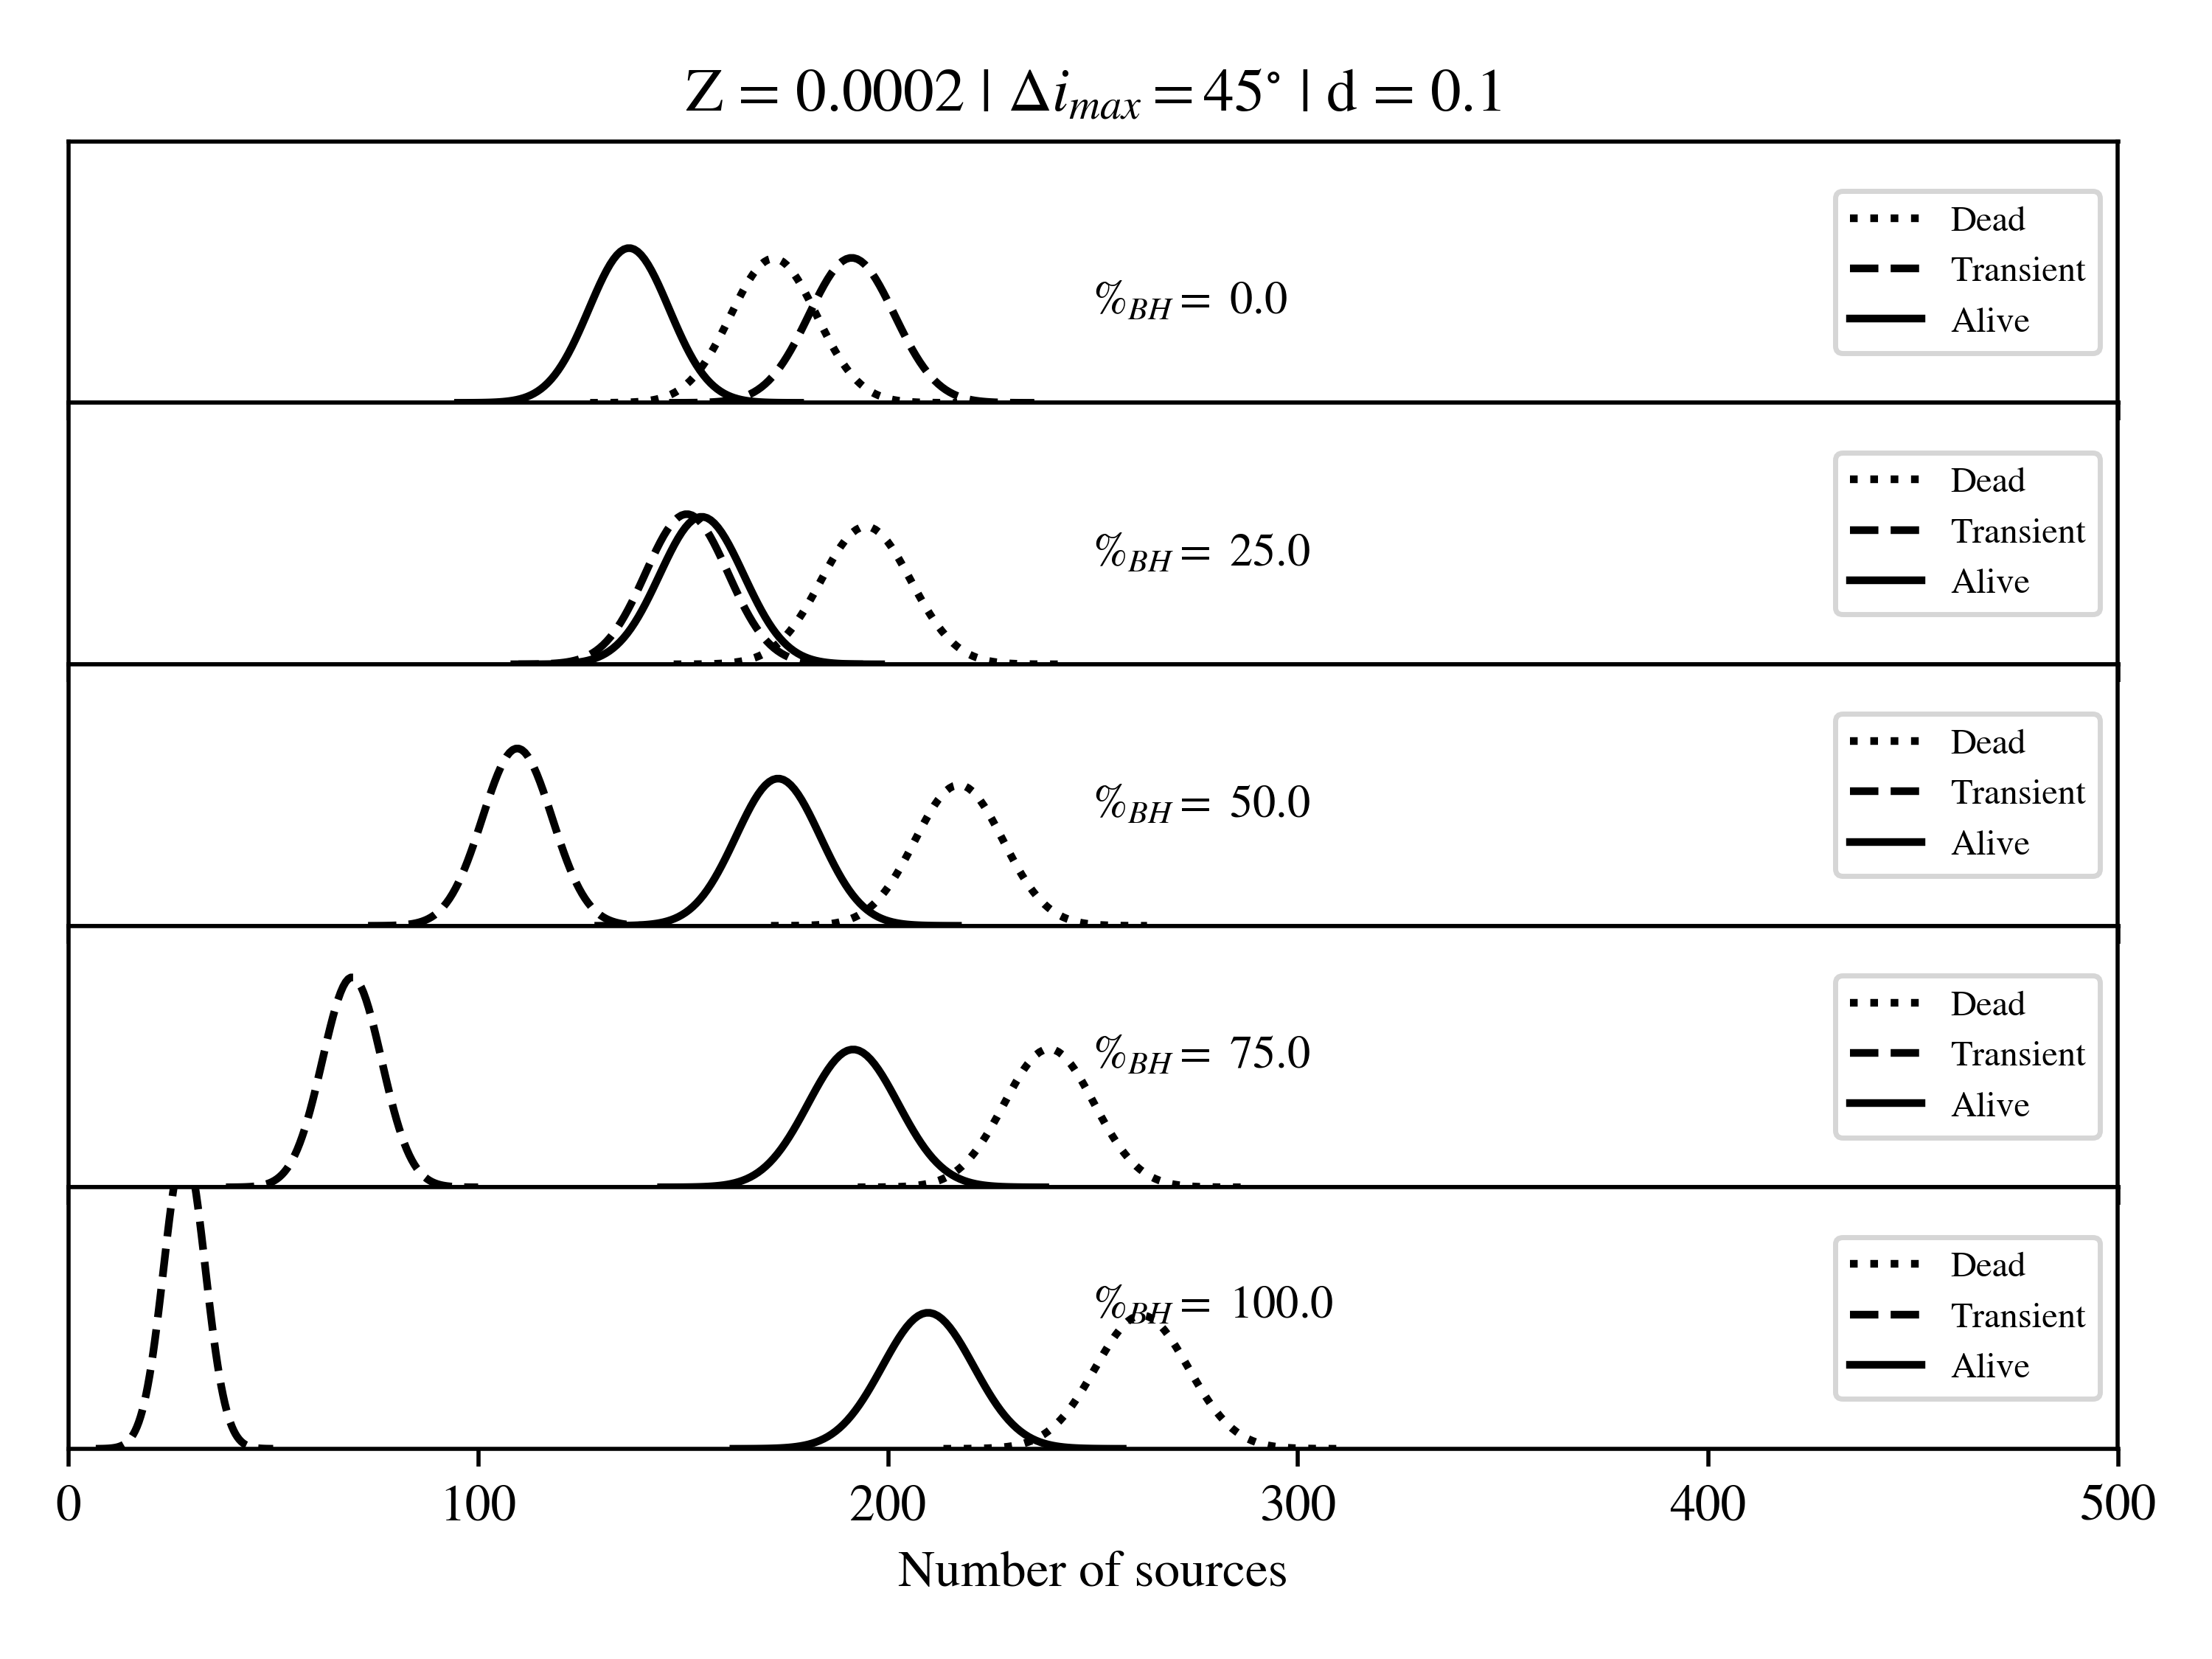 Z = 0.0002 | Δi_max = 45° | d = 0.1
Dead
Transient
Alive
%_BH = 0.0
Dead
Transient
Alive
%_BH = 25.0
Dead
Transient
Alive
%_BH = 50.0
Dead
Transient
Alive
%_BH = 75.0
Dead
Transient
Alive
%_BH = 100.0
0 100 200 300 400 500
Number of sources